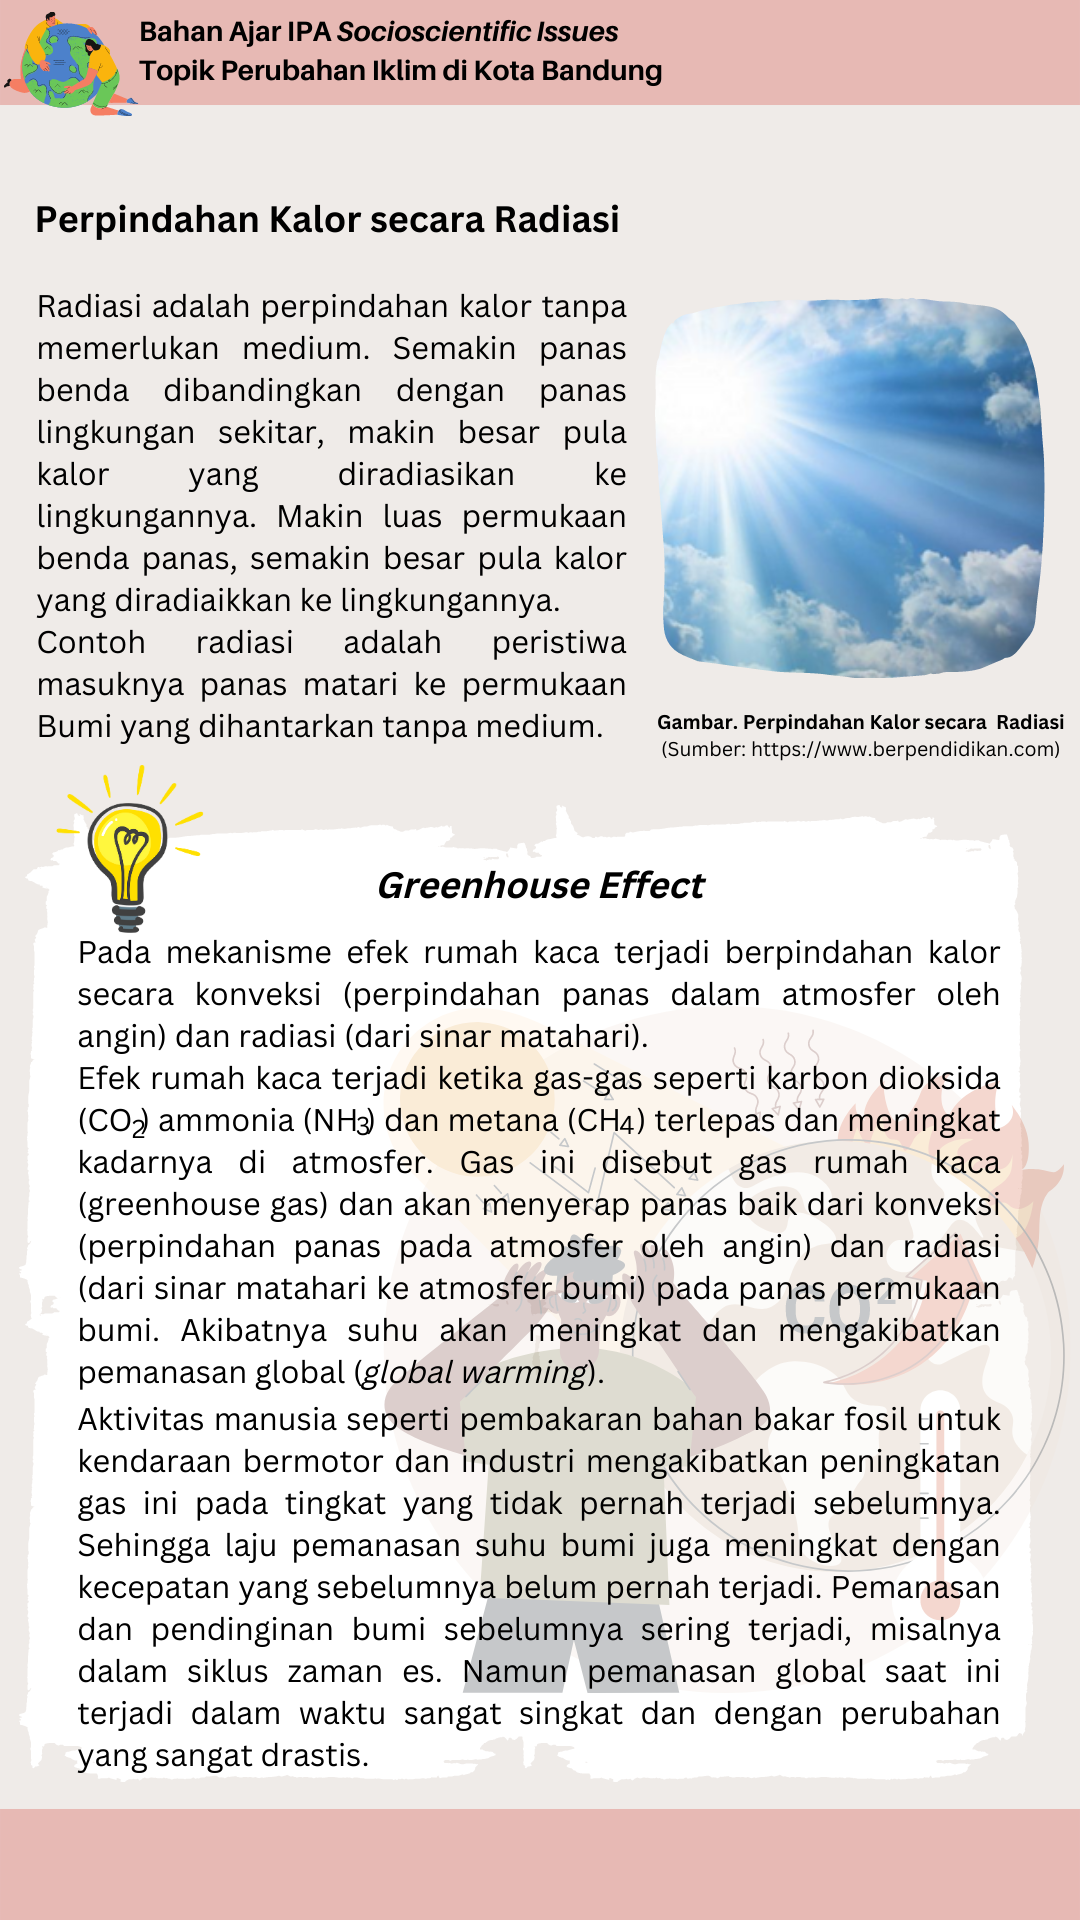 Bahan Ajar IPA Socioscientific Issues
Topik Perubahan Iklim di Kota Bandung
Perpindahan Kalor secara Radiasi
Radiasi adalah perpindahan kalor tanpa
memerlukan medium. Semakin panas
benda dibandingkan dengan panas
lingkungan sekitar, makin besar pula
kalor yang diradiasikan ke
lingkungannya. Makin luas permukaan
benda panas, semakin besar pula kalor
yang diradiaikkan ke lingkungannya.
Contoh radiasi adalah peristiwa
masuknya panas matari ke permukaan
Bumi yang dihantarkan tanpa medium.
Gambar. Perpindahan Kalor secara Radiasi
(Sumber: https://www.berpendidikan.com)
Greenhouse Effect
Pada mekanisme efek rumah kaca terjadi berpindahan kalor
secara konveksi (perpindahan panas dalam atmosfer oleh
angin) dan radiasi (dari sinar matahari).
Efek rumah kaca terjadi ketika gas-gas seperti karbon dioksida
(CO2) ammonia (NH3) dan metana (CH4) terlepas dan meningkat
kadarnya di atmosfer. Gas ini disebut gas rumah kaca
(greenhouse gas) dan akan menyerap panas baik dari konveksi
(perpindahan panas pada atmosfer oleh angin) dan radiasi
(dari sinar matahari ke atmosfer bumi) pada panas permukaan
bumi. Akibatnya suhu akan meningkat dan mengakibatkan
pemanasan global (global warming).
CO2
Aktivitas manusia seperti pembakaran bahan bakar fosil untuk
kendaraan bermotor dan industri mengakibatkan peningkatan
gas ini pada tingkat yang tidak pernah terjadi sebelumnya.
Sehingga laju pemanasan suhu bumi juga meningkat dengan
kecepatan yang sebelumnya belum pernah terjadi. Pemanasan
dan pendinginan bumi sebelumnya sering terjadi, misalnya
dalam siklus zaman es. Namun pemanasan global saat ini
terjadi dalam waktu sangat singkat dan dengan perubahan
yang sangat drastis.